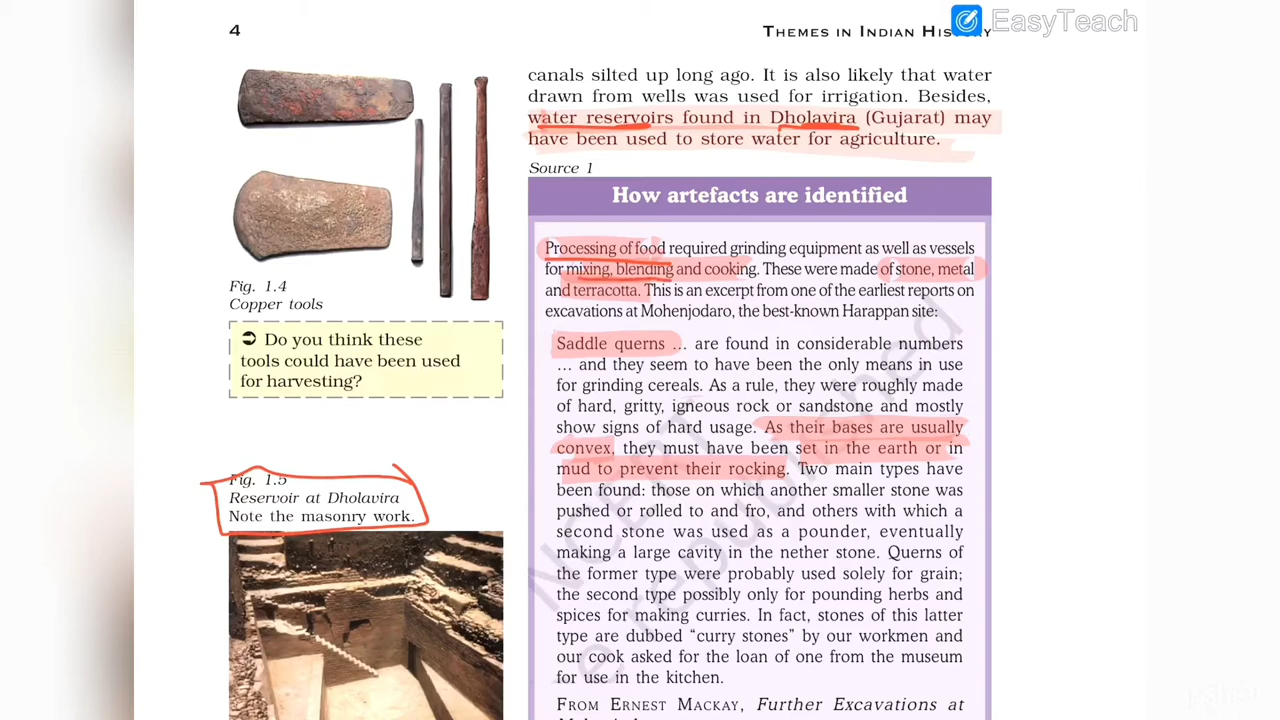 4
THEMES IN INDIAN HISTORY
EasyTeach
canals silted up long ago. It is also likely that water
drawn from wells was used for irrigation. Besides,
water reservoirs found in Dholavira (Gujarat) may
have been used to store water for agriculture.
Fig. 1.4
Copper tools
➲ Do you think these
tools could have been used
for harvesting?
Fig. 1.5
Reservoir at Dholavira
Note the masonry work.
Source 1
How artefacts are identified
Processing of food required grinding equipment as well as vessels
for mixing, blending and cooking. These were made of stone, metal
and terracotta. This is an excerpt from one of the earliest reports on
excavations at Mohenjodaro, the best-known Harappan site:
Saddle querns ... are found in considerable numbers
... and they seem to have been the only means in use
for grinding cereals. As a rule, they were roughly made
of hard, gritty, igneous rock or sandstone and mostly
show signs of hard usage. As their bases are usually
convex, they must have been set in the earth or in
mud to prevent their rocking. Two main types have
been found: those on which another smaller stone was
pushed or rolled to and fro, and others with which a
second stone was used as a pounder, eventually
making a large cavity in the nether stone. Querns of
the former type were probably used solely for grain;
the second type possibly only for pounding herbs and
spices for making curries. In fact, stones of this latter
type are dubbed “curry stones” by our workmen and
our cook asked for the loan of one from the museum
for use in the kitchen.
FROM ERNEST MACKAY, Further Excavations at